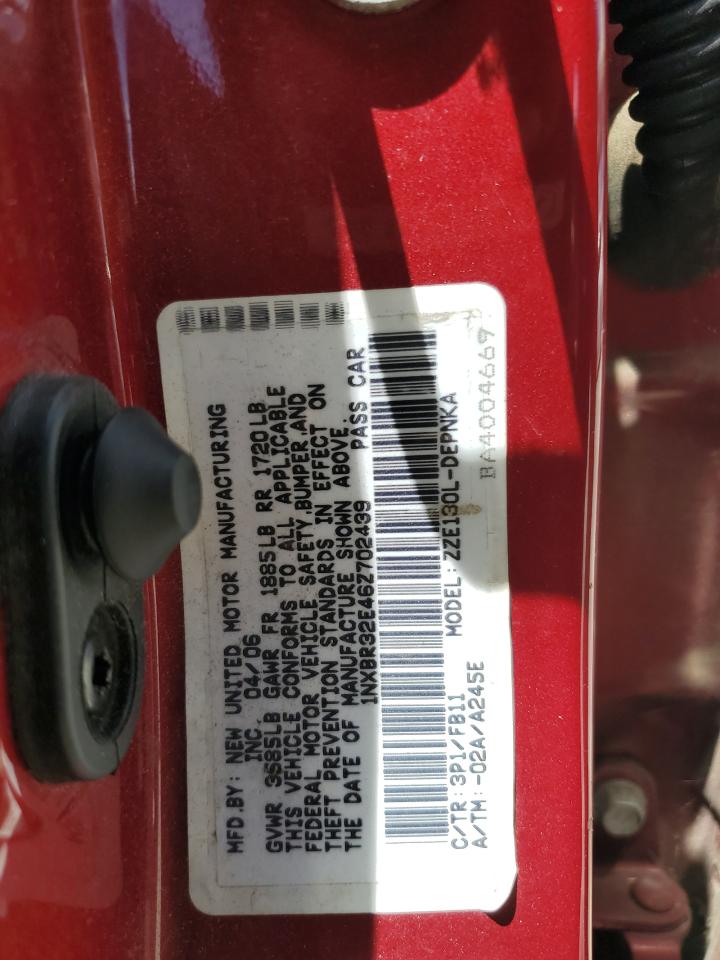 MFD.BY: NEW UNITED MOTOR MANUFACTURING
INC. 04/06
GVWR 3585LB GAWR FR 1885LB RR 1720LB
THIS VEHICLE CONFORMS TO ALL APPLICABLE
FEDERAL MOTOR VEHICLE SAFETY,BUMPER,AND
THEFT PREVENTION STANDARDS IN EFFECT ON
THE DATE OF MANUFACTURE SHOWN ABOVE.
1NXBR32E46Z702439 PASS CAR
C/TR: 3P1/FB11 MODEL: ZZE130L-DEPNKA
A/TM: -02A/A245E
BA4004667